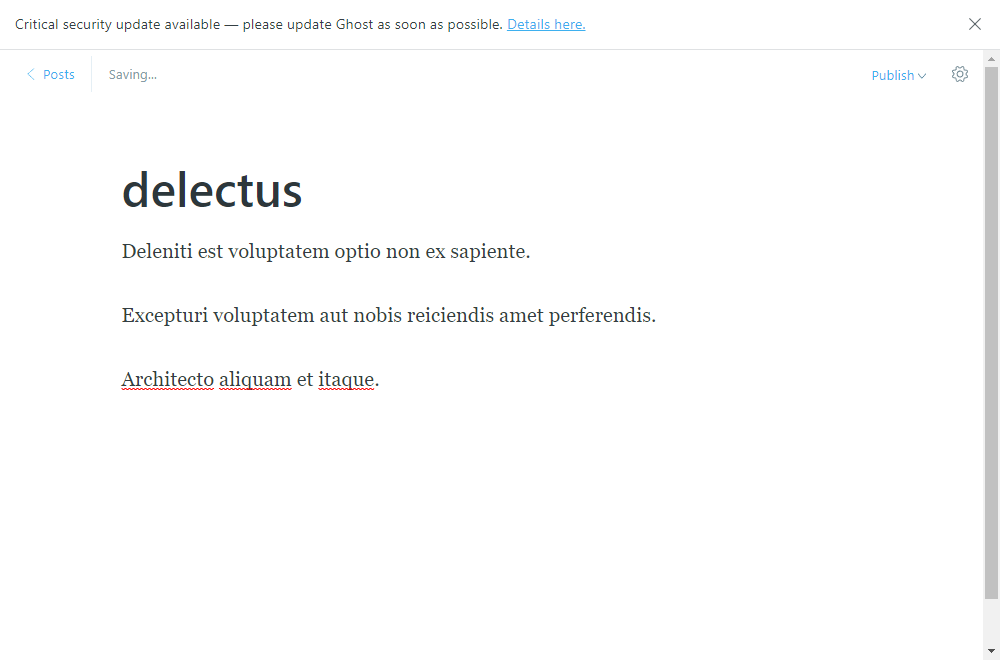 Critical security update available — please update Ghost as soon as possible. Details here.
Posts
Saving...
Publish
delectus
Deleniti est voluptatem optio non ex sapiente.
Excepturi voluptatem aut nobis reiciendis amet perferendis.
Architecto aliquam et itaque.